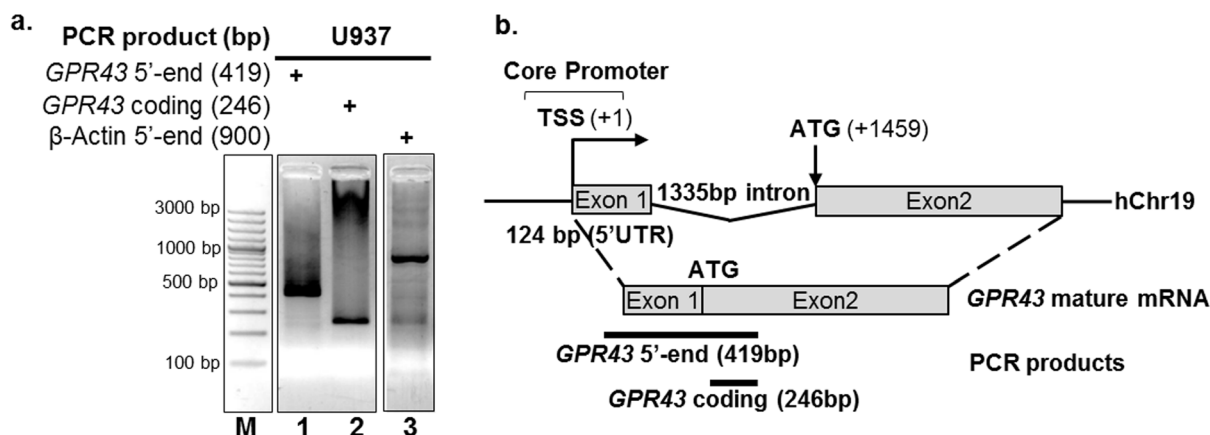 a.
PCR product (bp) U937
GPR43 5'-end (419) +
GPR43 coding (246) +
β-Actin 5'-end (900) +
3000 bp
1000 bp
500 bp
100 bp
M 1 2 3
b.
Core Promoter
TSS (+1)
ATG (+1459)
Exon 1 1335bp intron Exon2 hChr19
124 bp (5'UTR)
ATG
Exon 1 Exon2 GPR43 mature mRNA
GPR43 5'-end (419bp)
PCR products
GPR43 coding (246bp)